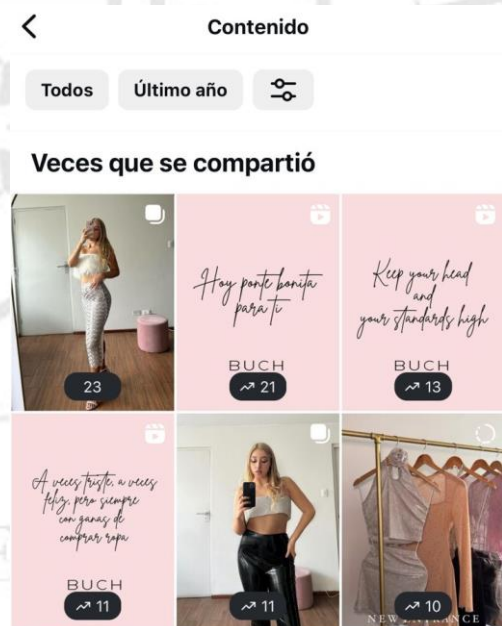 Contenido
Todos
Último año
Veces que se compartió
23
Hoy ponte bonita
para ti
BUCH
21
Keep your head
and
your standards high
BUCH
13
A veces triste, a veces
feliz, pero siempre
con ganas de
comprar ropa
BUCH
11
11
10
NEW ENTRANCE